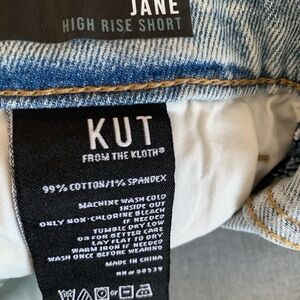 JANE
HIGH RISE SHORT
KUT
FROM THE KLOTH®
99% COTTON/1% SPANDEX
MACHINE WASH COLD
INSIDE OUT
ONLY NON-CHLORINE BLEACH
IF NEEDED
TUMBLE DRY LOW
OR FOR BETTER CARE
LAY FLAT TO DRY
WARM IRON IF NEEDED
WASH ONCE BEFORE WEARING
MADE IN CHINA
OR